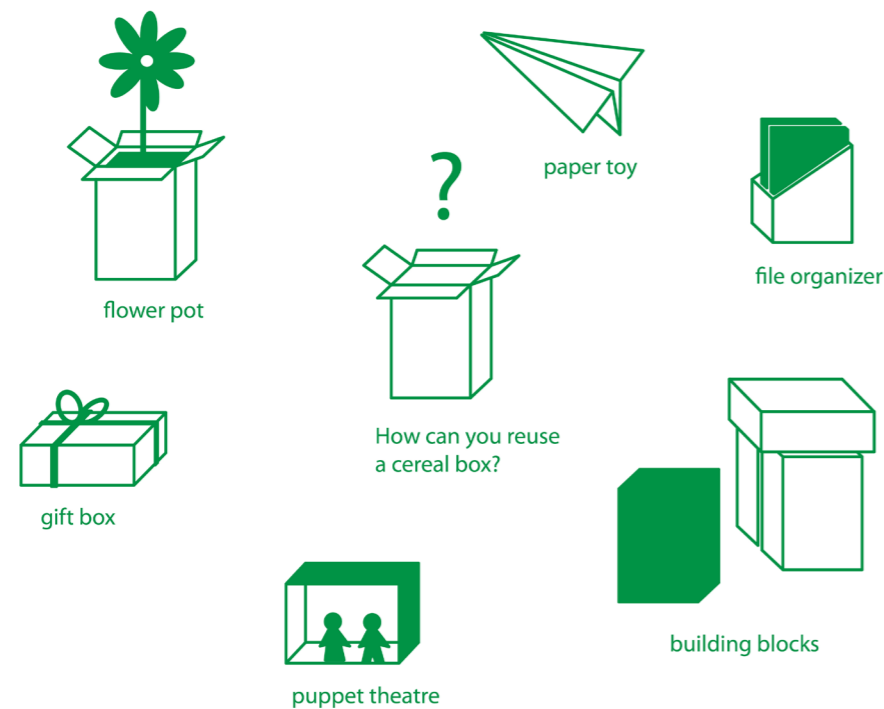 paper toy
?
file organizer
flower pot
How can you reuse
a cereal box?
gift box
building blocks
puppet theatre